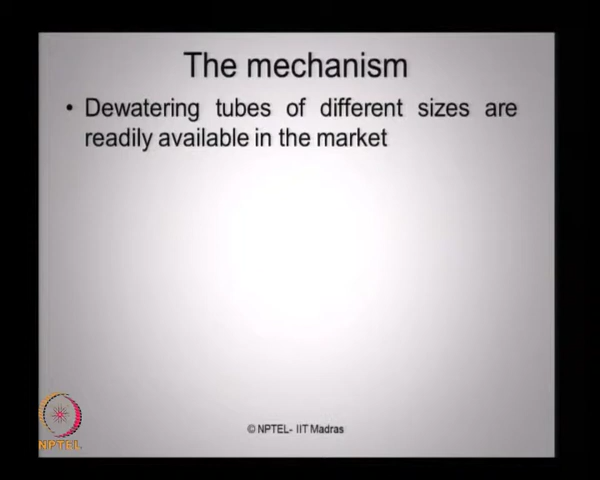 The mechanism
• Dewatering tubes of different sizes are
readily available in the market
© NPTEL- IIT Madras
NPTEL